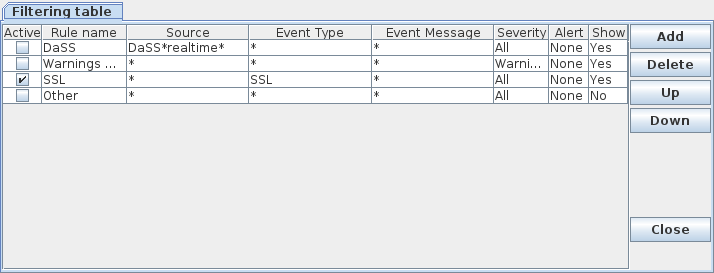 Filtering table
Active Rule name Source Event Type Event Message Severity Alert Show
DaSS DaSS*realtime* * * All None Yes
Warnings ... * * * Warni... None Yes
SSL * SSL * All None Yes
Other * * * All None No
Add
Delete
Up
Down
Close